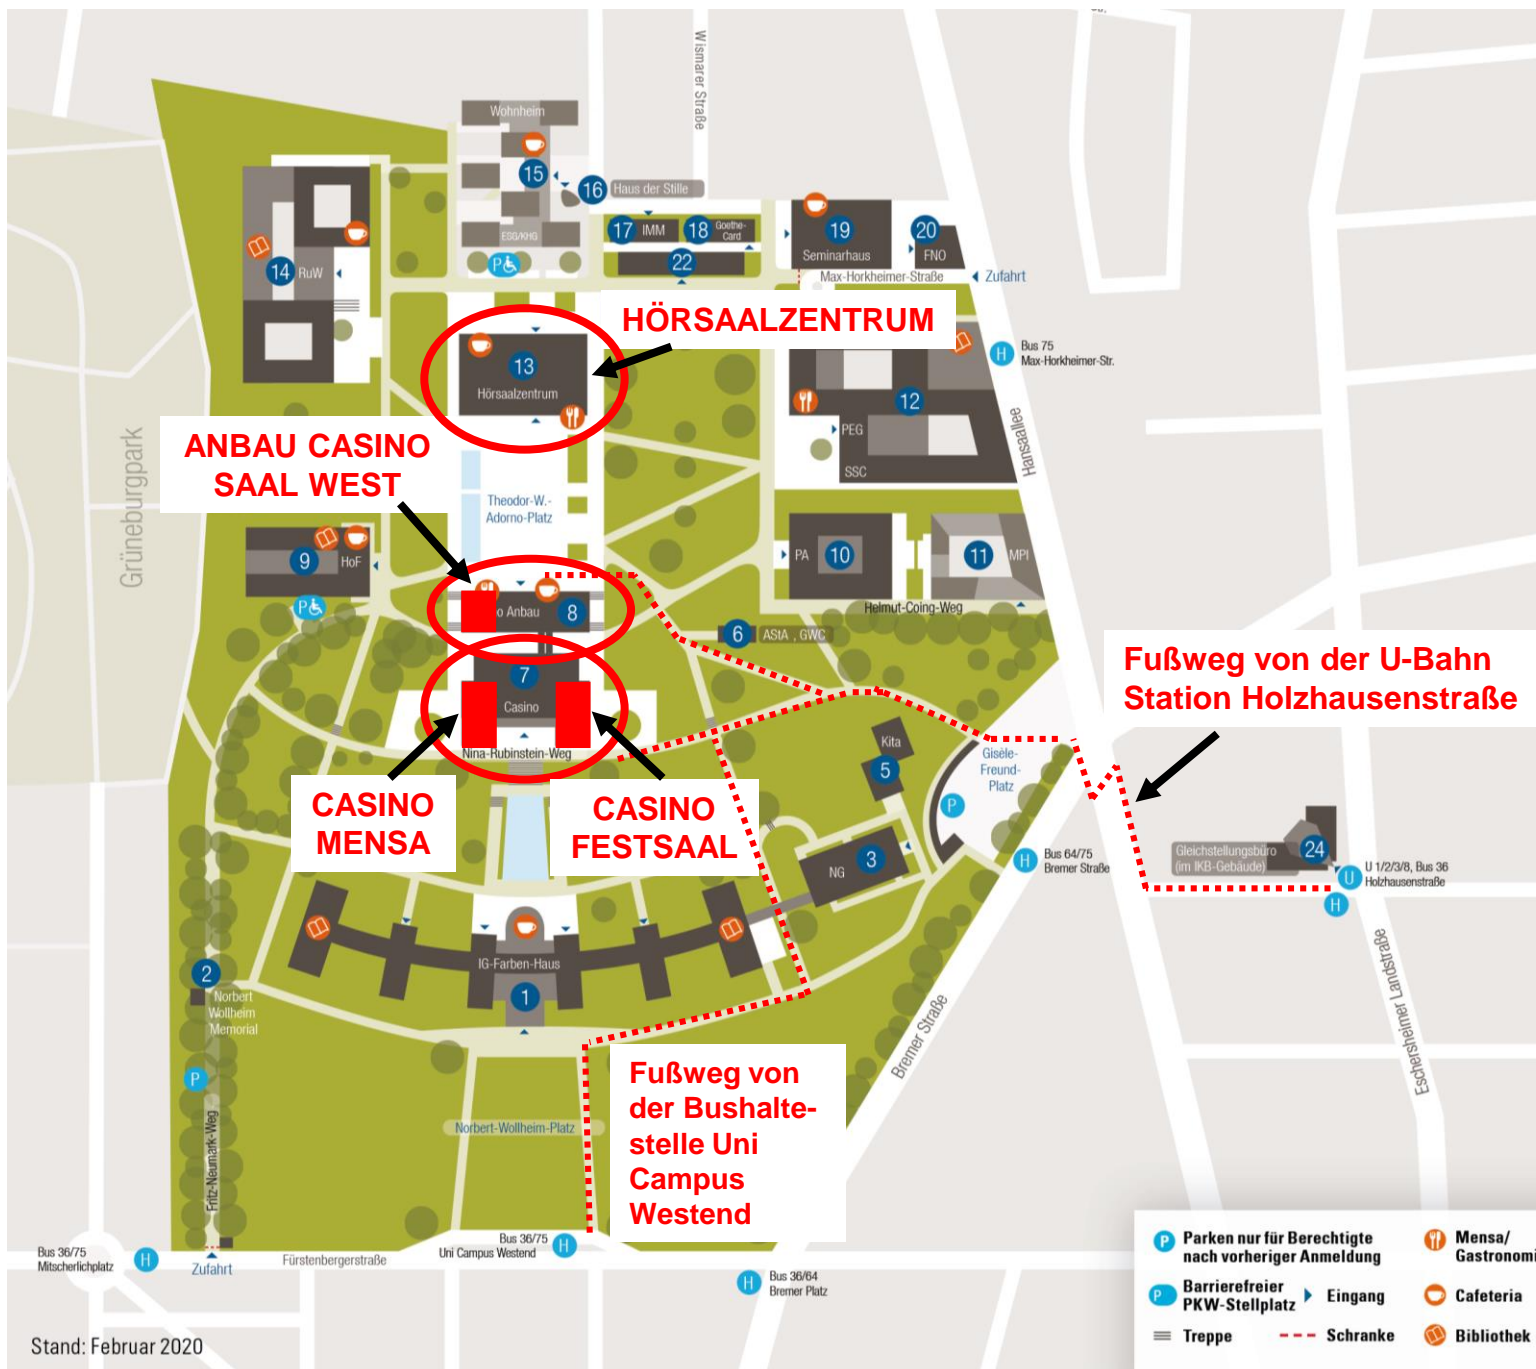 Wismarer Straße
Wohnheim
15
16
Haus der Stille
ESG/KHG
P
17
IMM
18
Goethe-
Card
19
Seminarhaus
20
FNO
22
Max-Horkheimer-Straße
Zufahrt
14
RuW
HÖRSAALZENTRUM
13
Hörsaalzentrum
H
Bus 75
Max-Horkheimer-Str.
12
PEG
SSC
Hansaallee
Grüneburgpark
ANBAU CASINO
SAAL WEST
Theodor-W.-
Adorno-Platz
9
HoF
P
PA
10
11
MPI
Helmut-Coing-Weg
o Anbau
8
6
AStA , GWC
7
Casino
Nina-Rubinstein-Weg
Fußweg von der U-Bahn
Station Holzhausenstraße
CASINO
MENSA
CASINO
FESTSAAL
Kita
5
Gisèle-
Freund-
Platz
P
3
NG
H
Bus 64/75
Bremer Straße
Gleichstellungsbüro
(im IKB-Gebäude)
24
U
U 1/2/3/8, Bus 36
Holzhausenstraße
H
IG-Farben-Haus
1
2
Norbert
Wollheim
Memorial
P
Fritz-Neumark-Weg
Norbert-Wollheim-Platz
Fußweg von
der Bushalte-
stelle Uni
Campus
Westend
Bremer Straße
Eschersheimer Landstraße
Bus 36/75
Mitscherlichplatz
H
Zufahrt
Fürstenbergerstraße
Bus 36/75
Uni Campus Westend
H
H
Bus 36/64
Bremer Platz
Stand: Februar 2020
P
Parken nur für Berechtigte
nach vorheriger Anmeldung
Mensa/
Gastronomi
P
Barrierefreier
PKW-Stellplatz
Eingang
Cafeteria
Treppe
Schranke
Bibliothek